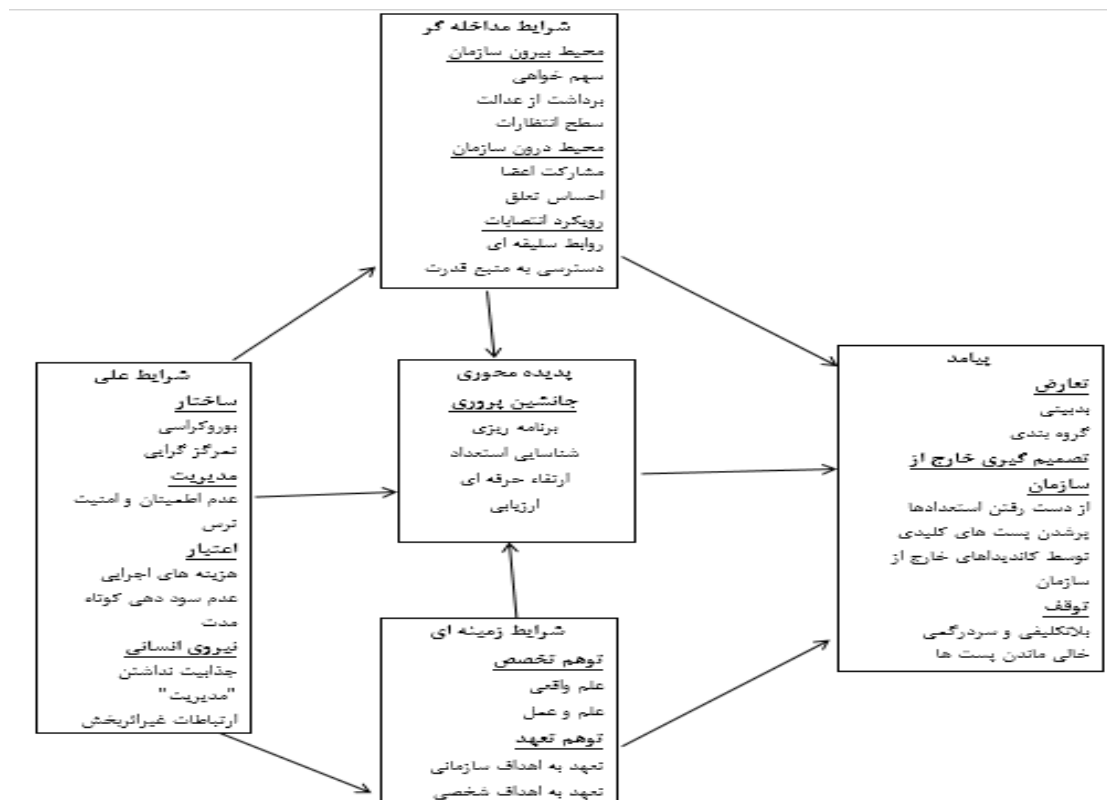 شرایط مداخله گر
محیط بیرون سازمان
سهم خواهی
برداشت از عدالت
سطح انتظارات
محیط درون سازمان
مشارکت اعضا
احساس تعلق
رویکرد انتصابات
روابط سلیقه ای
دسترسی به منبع قدرت
شرایط علی
ساختار
بوروکراسی
تمرگز گرایی
مدیریت
عدم اطمینان و امنیت
ترس
اعتبار
هزینه های اجرایی
عدم سود دهی کوتاه
مدت
نیروی انسانی
جذابیت نداشتن
"مدیریت"
ارتباطات غیراثربخش
پدیده محوری
جانشین پروری
برنامه ریزی
شناسایی استعداد
ارتقاء حرفه ای
ارزیابی
شرایط زمینه ای
توهم تخصص
علم واقعی
علم و عمل
توهم تعهد
تعهد به اهداف سازمانی
تعهد به اهداف شخصی
پیامد
تعارض
بدبینی
گروه بندی
تصمیم گیری خارج از
سازمان
از دست رفتن استعدادها
پرشدن پست های کلیدی
توسط کاندیداهای خارج از
سازمان
توقف
بلاتکلیفی و سردرگمی
خالی ماندن پست ها